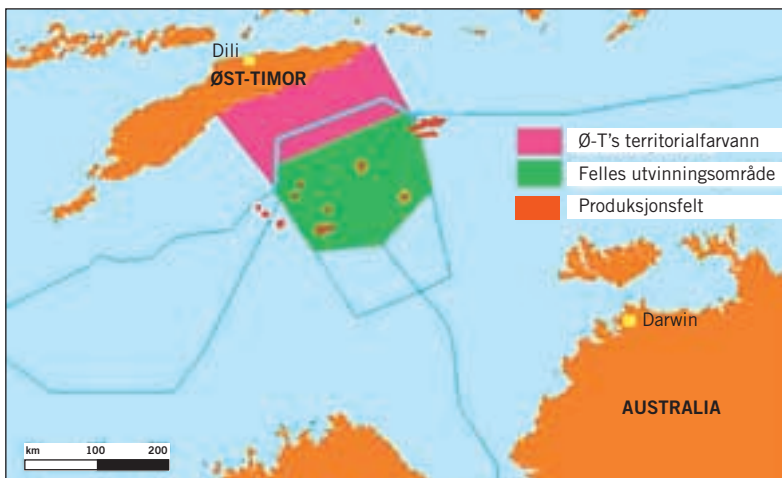 Dili
ØST-TIMOR
Ø-T's territorialfarvann
Felles utvinningsområde
Produksjonsfelt
Darwin
AUSTRALIA
km 100 200